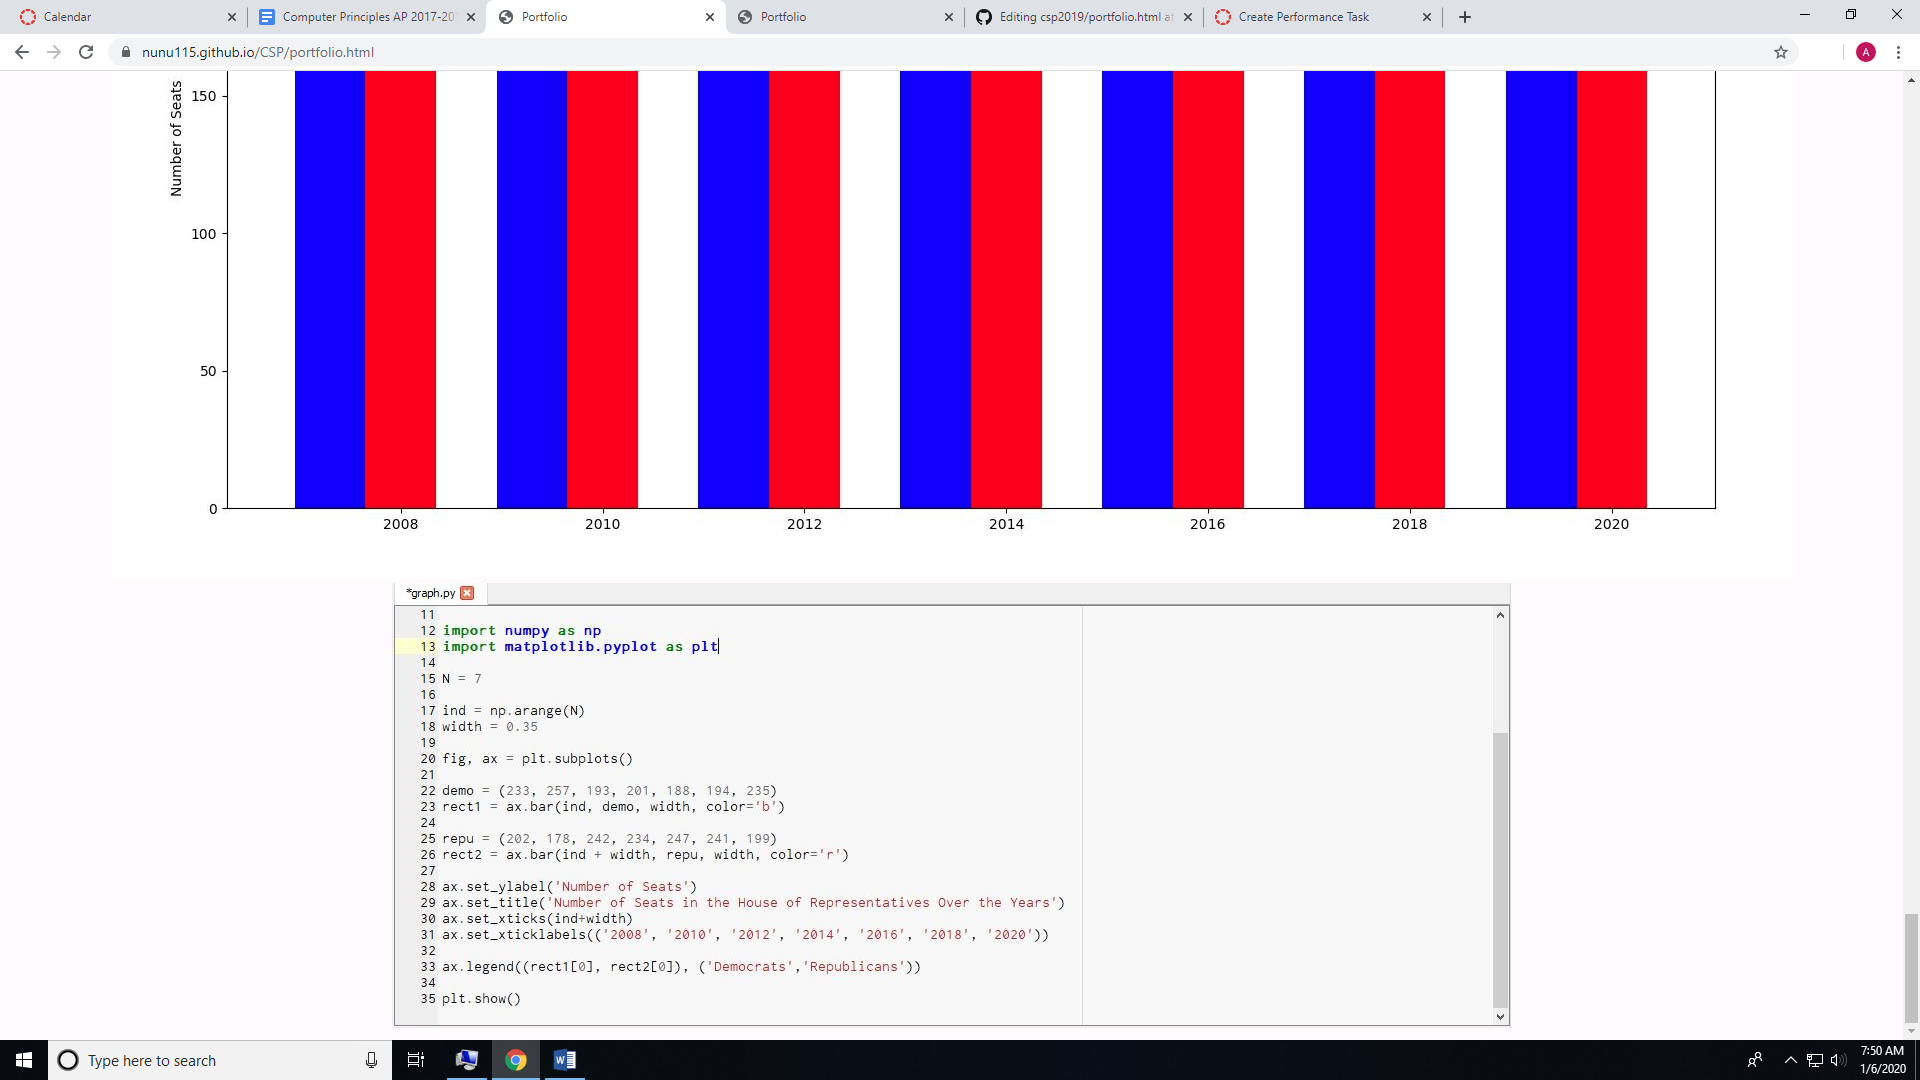 Calendar
Computer Principles AP 2017-20
Portfolio
Portfolio
Editing csp2019/portfolio.html a
Create Performance Task
nunu115.github.io/CSP/portfolio.html
A
Number of Seats
150
100
50
0
2008 2010 2012 2014 2016 2018 2020
*graph.py
11
12 import numpy as np
13 import matplotlib.pyplot as plt
14
15 N = 7
16
17 ind = np.arange(N)
18 width = 0.35
19
20 fig, ax = plt.subplots()
21
22 demo = (233, 257, 193, 201, 188, 194, 235)
23 rect1 = ax.bar(ind, demo, width, color='b')
24
25 repu = (202, 178, 242, 234, 247, 241, 199)
26 rect2 = ax.bar(ind + width, repu, width, color='r')
27
28 ax.set_ylabel('Number of Seats')
29 ax.set_title('Number of Seats in the House of Representatives Over the Years')
30 ax.set_xticks(ind+width)
31 ax.set_xticklabels(('2008', '2010', '2012', '2014', '2016', '2018', '2020'))
32
33 ax.legend((rect1[0], rect2[0]), ('Democrats','Republicans'))
34
35 plt.show()
Type here to search
7:50 AM
1/6/2020